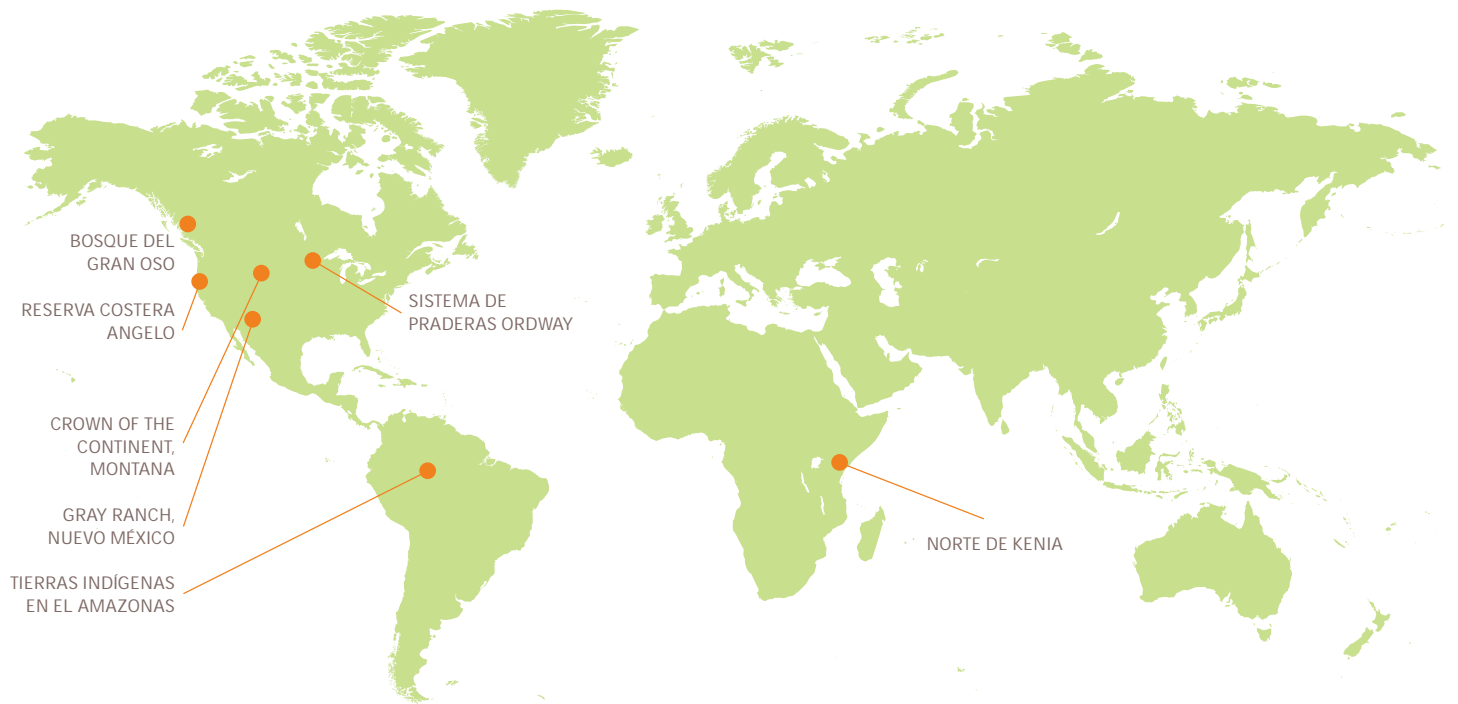 BOSQUE DEL
GRAN OSO
RESERVA COSTERA
ANGELO
SISTEMA DE
PRADERAS ORDWAY
CROWN OF THE
CONTINENT,
MONTANA
GRAY RANCH,
NUEVO MÉXICO
TIERRAS INDÍGENAS
EN EL AMAZONAS
NORTE DE KENIA